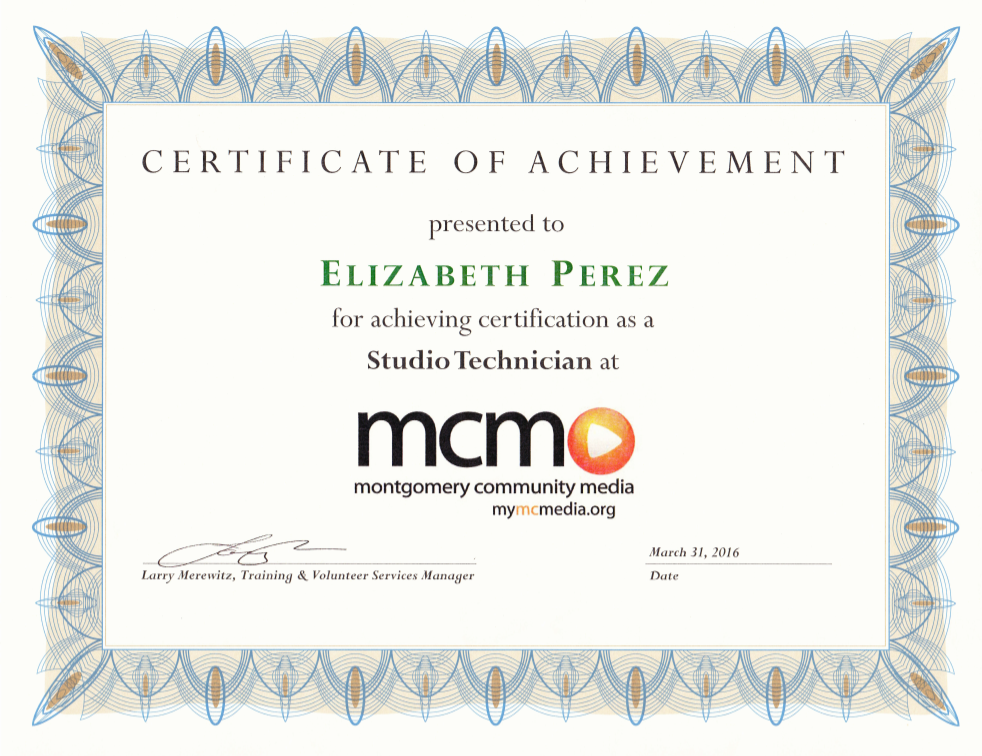 CERTIFICATE OF ACHIEVEMENT
presented to
ELIZABETH PEREZ
for achieving certification as a
Studio Technician at
mcm
montgomery community media
mymcmedia.org
March 31, 2016
Larry Merewitz, Training & Volunteer Services Manager
Date